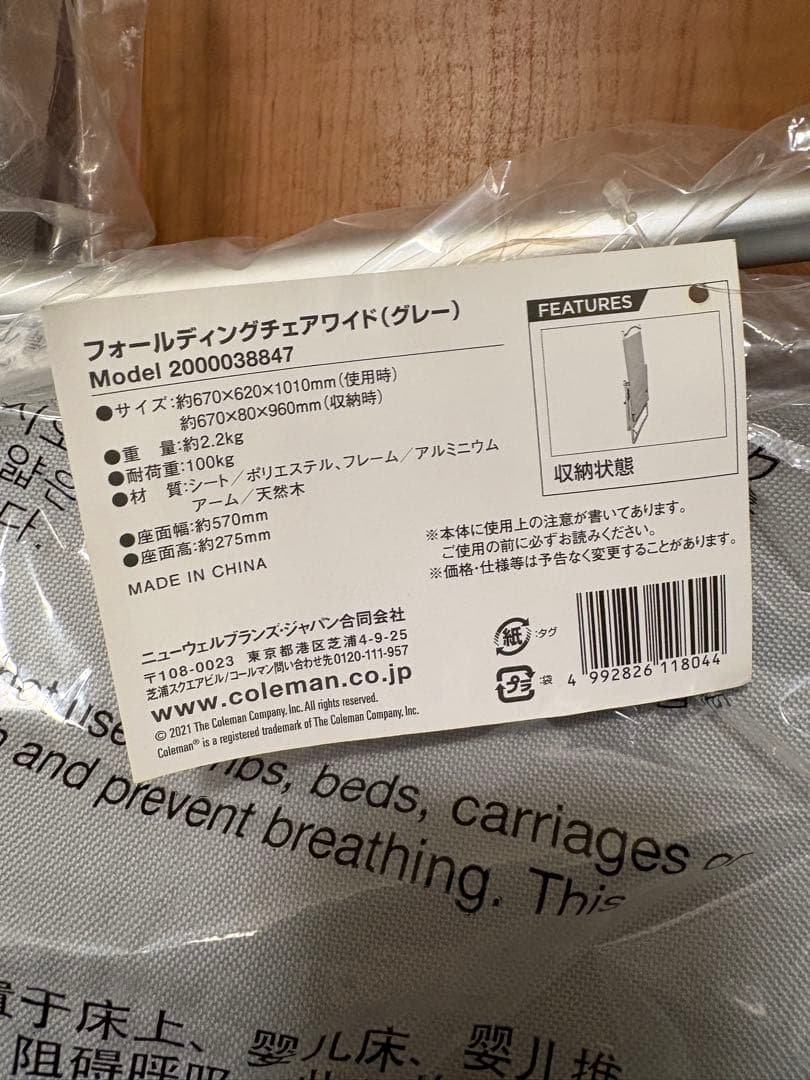 フォールディングチェアワイド(グレー)
Model 2000038847
●サイズ:約670×620×1010mm(使用時)
約670×80×960mm(収納時)
●重　量:約2.2kg
●耐荷重:100kg
●材　質:シート/ポリエステル、フレーム/アルミニウム
アーム/天然木
●座面幅:約570mm
●座面高:約275mm
MADE IN CHINA
FEATURES
収納状態
※本体に使用上の注意が書いてあります。
ご使用の前に必ずお読みください。
※価格・仕様等は予告なく変更することがあります。
ニューウェルブランズ・ジャパン合同会社
〒108-0023　東京都港区芝浦4-9-25
芝浦スクエアビル/コールマン問い合わせ先0120-111-957
www.coleman.co.jp
© 2021 The Coleman Company, Inc. All rights reserved.
Coleman® is a registered trademark of The Coleman Company, Inc.
紙 :タグ
プラ :袋
4 992826 118044
얇은
다.
not use
beds, carriages or
and prevent breathing. This
于床上、婴儿床、婴儿推
阻碍呼吸